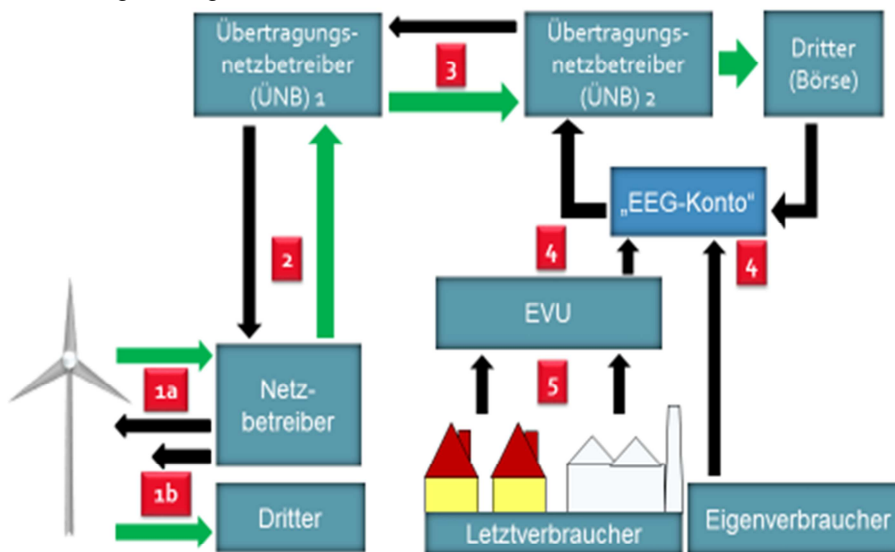 Übertragungs-
netzbetreiber
(ÜNB) 1
3
Übertragungs-
netzbetreiber
(ÜNB) 2
Dritter
(Börse)
„EEG-Konto“
2
4
4
EVU
5
1a
Netz-
betreiber
1b
Dritter
Letztverbraucher
Eigenverbraucher